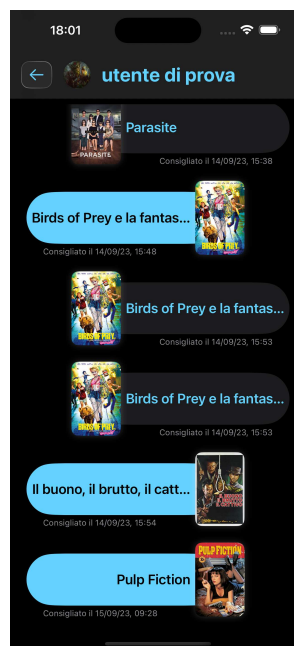 18:01
utente di prova
PARASITE
Parasite
Consigliato il 14/09/23, 15:38
Birds of Prey e la fantas...
BIRDS OF PREY
Consigliato il 14/09/23, 15:48
BIRDS OF PREY
Birds of Prey e la fantas...
Consigliato il 14/09/23, 15:53
BIRDS OF PREY
Birds of Prey e la fantas...
Consigliato il 14/09/23, 15:53
Il buono, il brutto, il catt...
Consigliato il 14/09/23, 15:54
PULP FICTION
Pulp Fiction
Consigliato il 15/09/23, 09:28